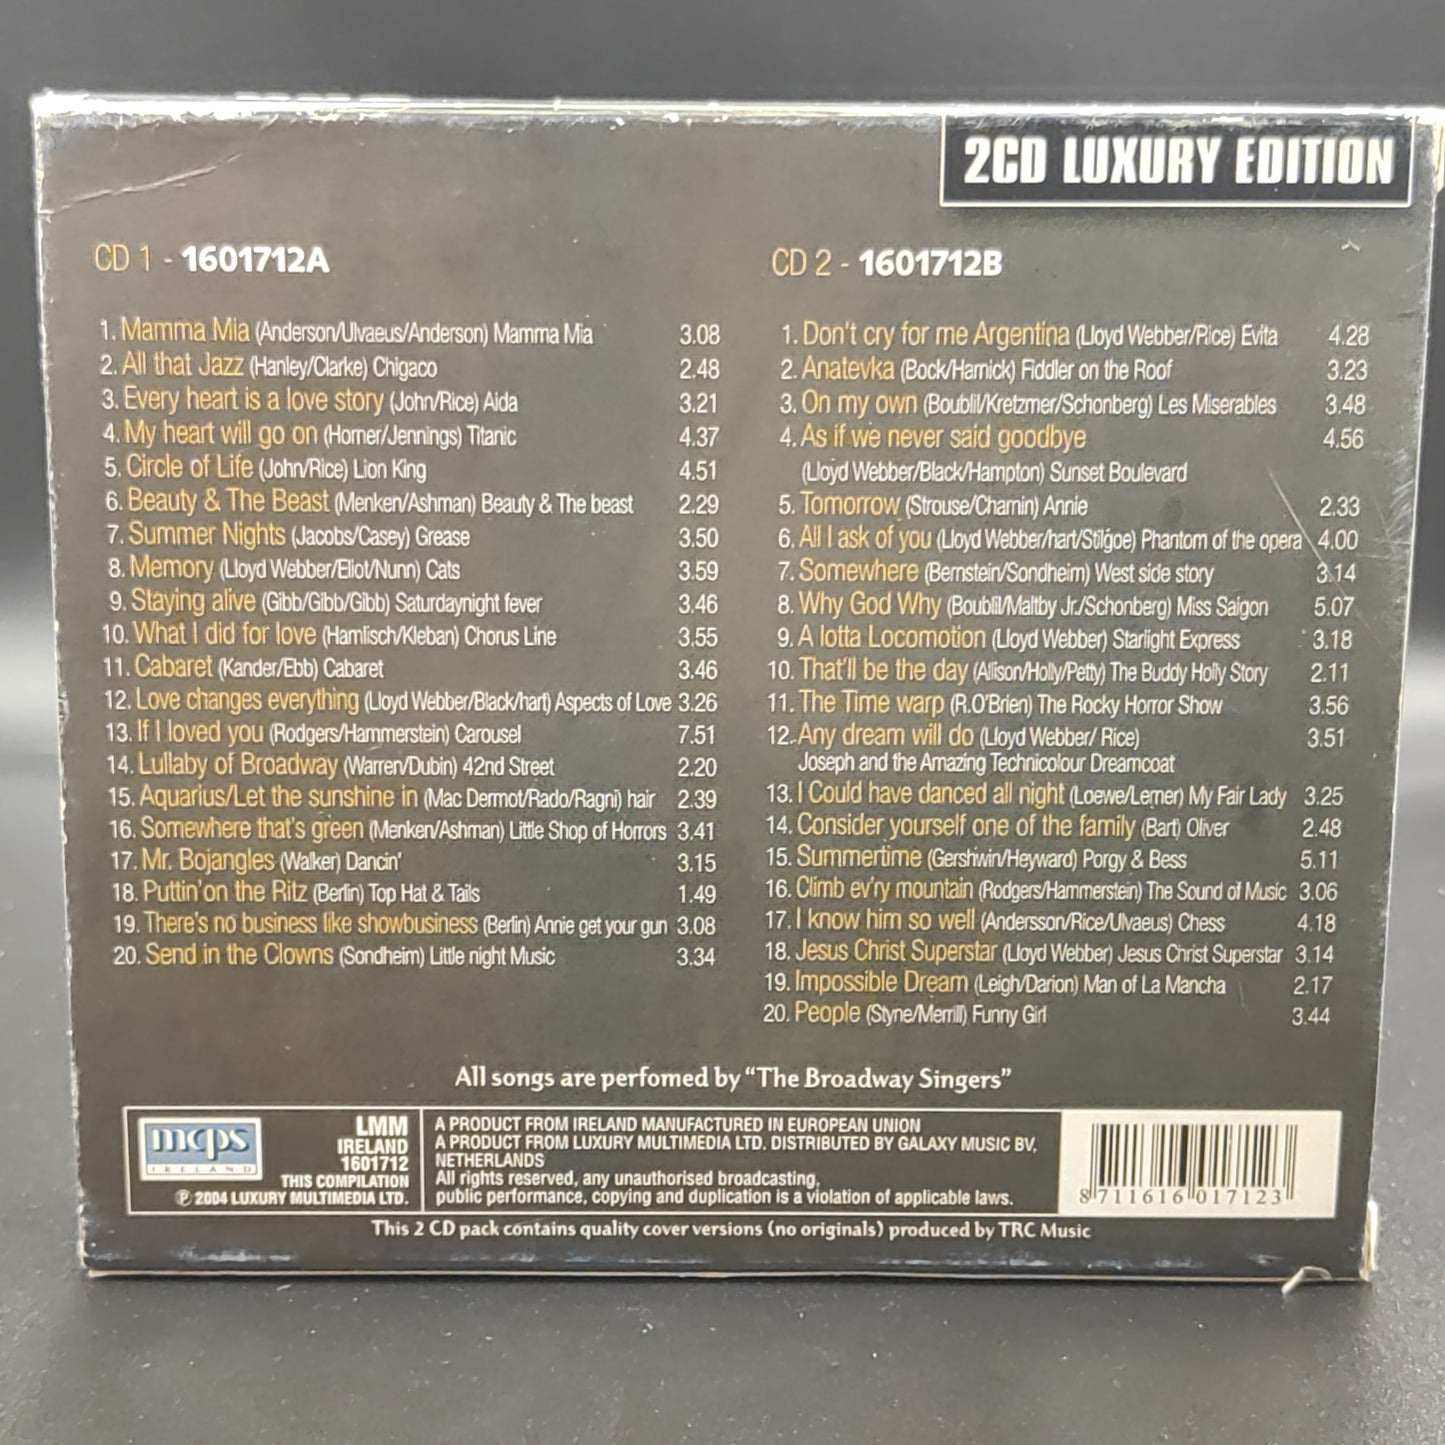 2CD LUXURY EDITION
CD 1 - 1601712A
1. Mamma Mia (Anderson/Ulvaeus/Anderson) Mamma Mia 3.08
2. All that Jazz (Hanley/Clarke) Chigaco 2.48
3. Every heart is a love story (John/Rice) Aida 3.21
4. My heart will go on (Horner/Jennings) Titanic 4.37
5. Circle of Life (John/Rice) Lion King 4.51
6. Beauty & The Beast (Menken/Ashman) Beauty & The beast 2.29
7. Summer Nights (Jacobs/Casey) Grease 3.50
8. Memory (Lloyd Webber/Eliot/Nunn) Cats 3.59
9. Staying alive (Gibb/Gibb/Gibb) Saturdaynight fever 3.46
10. What I did for love (Hamlisch/Kleban) Chorus Line 3.55
11. Cabaret (Kander/Ebb) Cabaret 3.46
12. Love changes everything (Lloyd Webber/Black/hart) Aspects of Love 3.26
13. If I loved you (Rodgers/Hammerstein) Carousel 7.51
14. Lullaby of Broadway (Warren/Dubin) 42nd Street 2.20
15. Aquarius/Let the sunshine in (Mac Dermot/Rado/Ragni) hair 2.39
16. Somewhere that's green (Menken/Ashman) Little Shop of Horrors 3,41
17. Mr. Bojangles (Walker) Dancin' 3.15
18. Puttin'on the Ritz (Berlin) Top Hat & Tails 1.49
19. There's no business like showbusiness (Berlin) Annie get your gun 3.08
20. Send in the Clowns (Sondheim) Little night Music 3.34
CD 2 - 1601712B
1. Don't cry for me Argentina (Lloyd Webber/Rice) Evita 4.28
2. Anatevka (Bock/Harnick) Fiddler on the Roof 3.23
3. On my own (Boublil/Kretzmer/Schonberg) Les Miserables 3.48
4. As if we never said goodbye 4.56
(Lloyd Webber/Black/Hampton) Sunset Boulevard
5. Tomorrow (Strouse/Charnin) Annie 2.33
6. All I ask of you (Lloyd Webber/hart/Stilgoe) Phantom of the opera 4.00
7. Somewhere (Bernstein/Sondheim) West side story 3.14
8. Why God Why (Boublil/Maltby Jr./Schonberg) Miss Saigon 5.07
9. A lotta Locomotion (Lloyd Webber) Starlight Express 3.18
10. That'll be the day (Allison/Holly/Petty) The Buddy Holly Story 2.11
11. The Time warp (R.O'Brien) The Rocky Horror Show 3.56
12. Any dream will do (Lloyd Webber/ Rice) 3.51
Joseph and the Amazing Technicolour Dreamcoat
13. I Could have danced all night (Loewe/Lerner) My Fair Lady 3.25
14. Consider yourself one of the family (Bart) Oliver 2.48
15. Summertime (Gershwin/Heyward) Porgy & Bess 5.11
16. Climb ev'ry mountain (Rodgers/Hammerstein) The Sound of Music 3.06
17. I know him so well (Andersson/Rice/Ulvaeus) Chess 4.18
18. Jesus Christ Superstar (Lloyd Webber) Jesus Christ Superstar 3.14
19. Impossible Dream (Leigh/Darion) Man of La Mancha 2.17
20. People (Styne/Merrill) Funny Girl 3.44
All songs are perfomed by “The Broadway Singers”
mcps
IRELAND
LMM
IRELAND
1601712
THIS COMPILATION
℗ 2004 LUXURY MULTIMEDIA LTD.
A PRODUCT FROM IRELAND MANUFACTURED IN EUROPEAN UNION
A PRODUCT FROM LUXURY MULTIMEDIA LTD. DISTRIBUTED BY GALAXY MUSIC BV,
NETHERLANDS
All rights reserved, any unauthorised broadcasting,
public performance, copying and duplication is a violation of applicable laws.
8 711616 017123
This 2 CD pack contains quality cover versions (no originals) produced by TRC Music